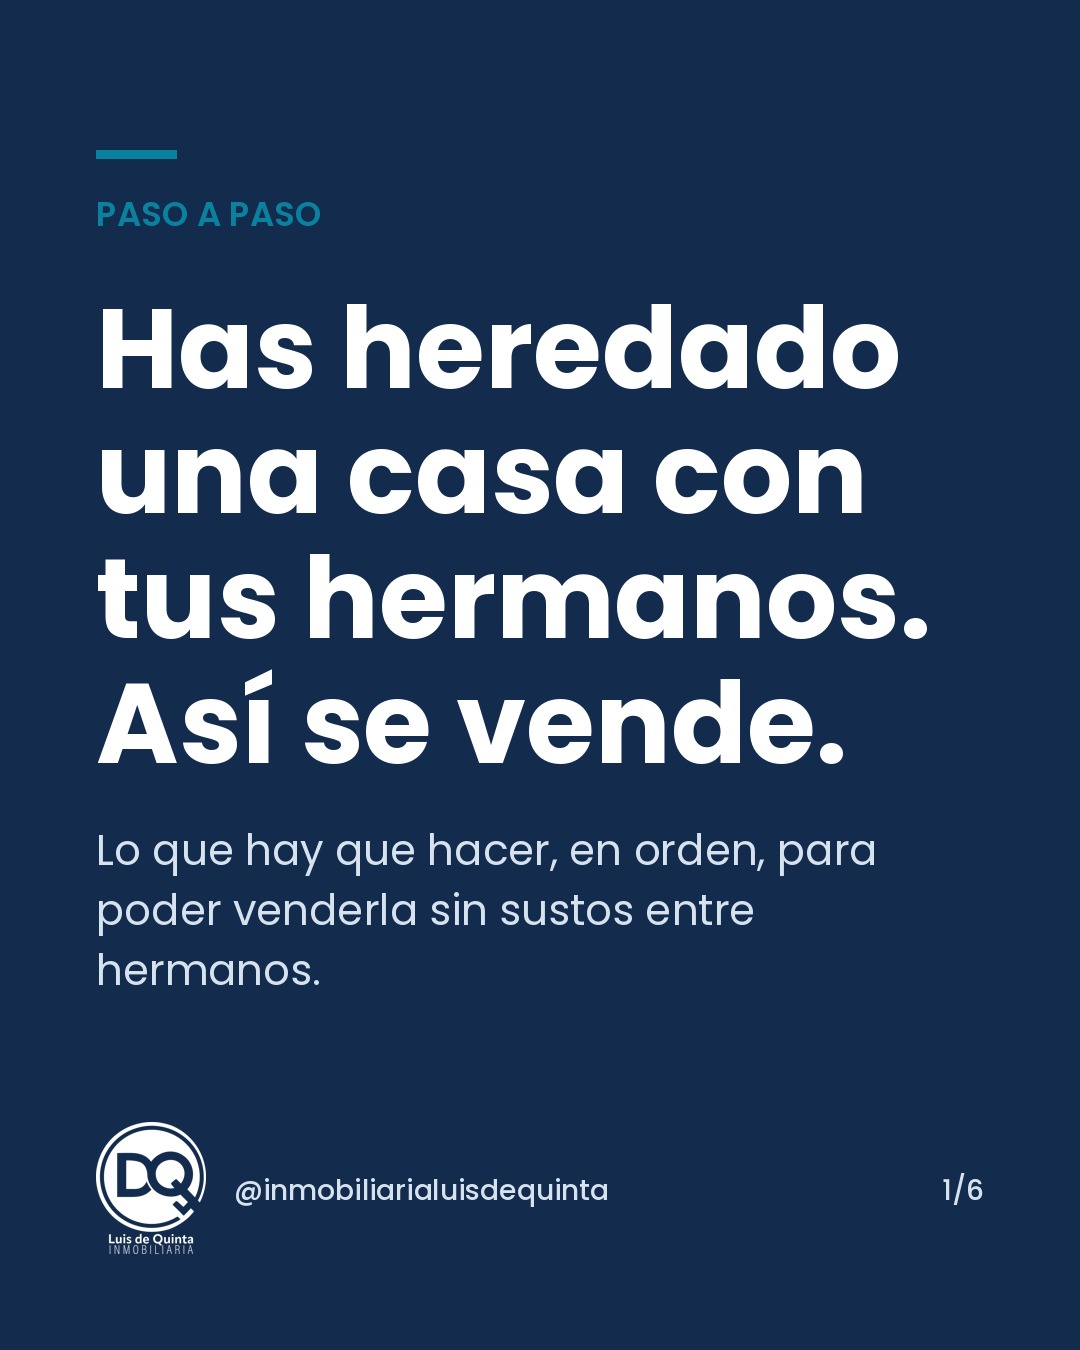 PASO A PASO
Has heredado
una casa con
tus hermanos.
Así se vende.
Lo que hay que hacer, en orden, para
poder venderla sin sustos entre
hermanos.
DQ
Luis de Quinta
INMOBILIARIA
@inmobiliarialuisdequinta
1/6